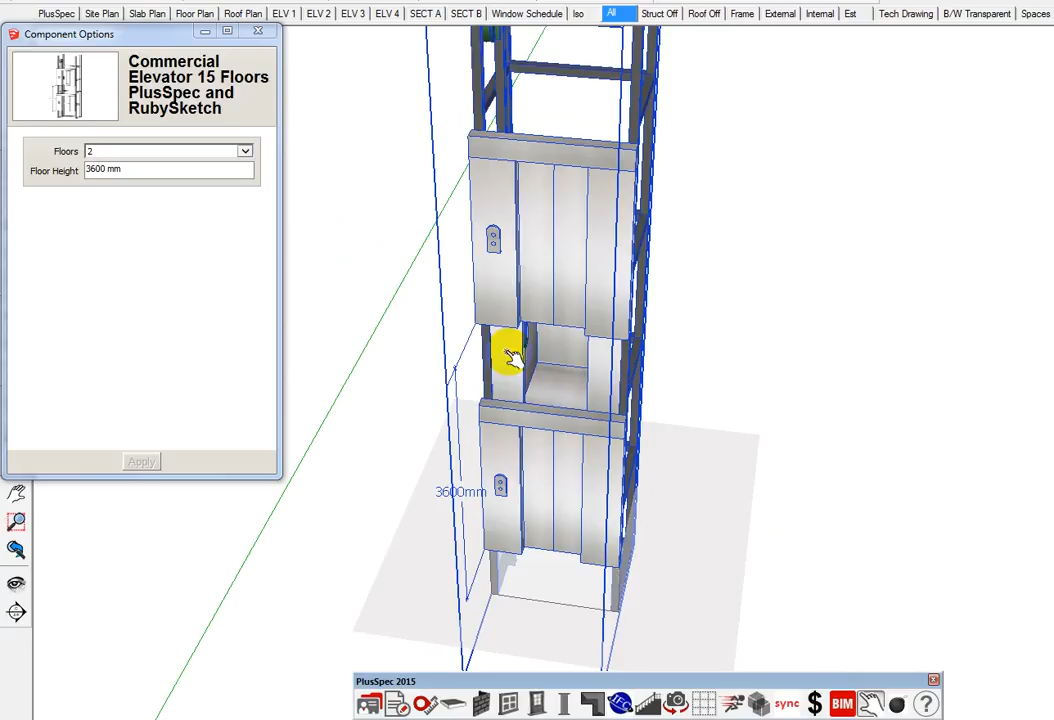 PlusSpec Site Plan Slab Plan Floor Plan Roof Plan ELV 1 ELV 2 ELV 3 ELV 4 SECT A SECT B Window Schedule Iso All Struct Off Roof Off Frame External Internal Est Tech Drawing B/W Transparent Spaces
Component Options
Commercial
Elevator 15 Floors
PlusSpec and
RubySketch
Floors 2
Floor Height 3600 mm
Apply
3600mm
PlusSpec 2015
sync $ BIM ?